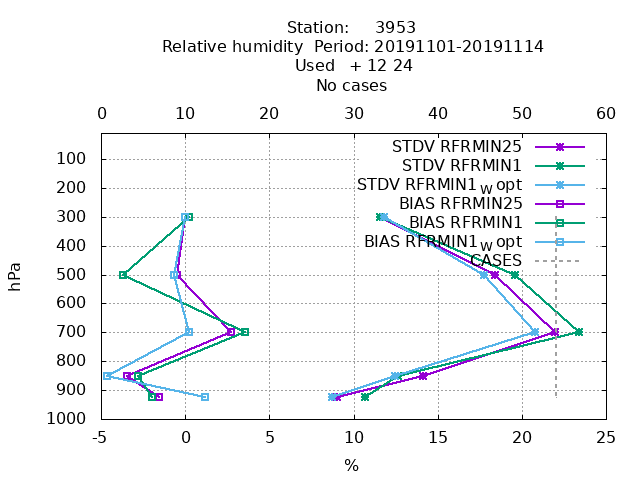 Station: 3953
Relative humidity Period: 20191101-20191114
Used + 12 24
No cases
0 10 20 30 40 50 60
STDV RFRMIN25
STDV RFRMIN1
STDV RFRMIN1_w opt
BIAS RFRMIN25
BIAS RFRMIN1
BIAS RFRMIN1_w opt
CASES
100
200
300
400
500
600
700
800
900
1000
hPa
-5 0 5 10 15 20 25
%